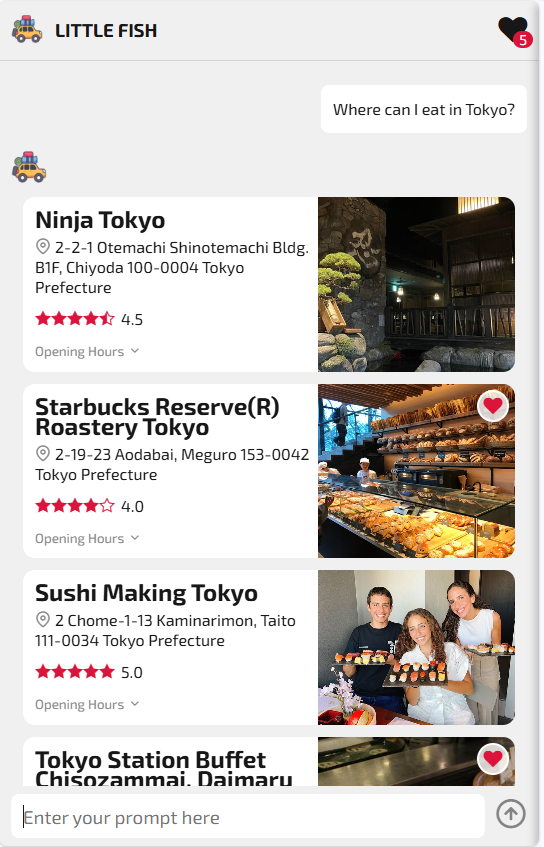 LITTLE FISH
5
Where can I eat in Tokyo?
Ninja Tokyo
2-2-1 Otemachi Shinotemachi Bldg.
B1F, Chiyoda 100-0004 Tokyo
Prefecture
4.5
Opening Hours
Starbucks Reserve(R)
Roastery Tokyo
2-19-23 Aodabai, Meguro 153-0042
Tokyo Prefecture
4.0
Opening Hours
Sushi Making Tokyo
2 Chome-1-13 Kaminarimon, Taito
111-0034 Tokyo Prefecture
5.0
Opening Hours
Tokyo Station Buffet
Chisozammai, Daimaru
Enter your prompt here